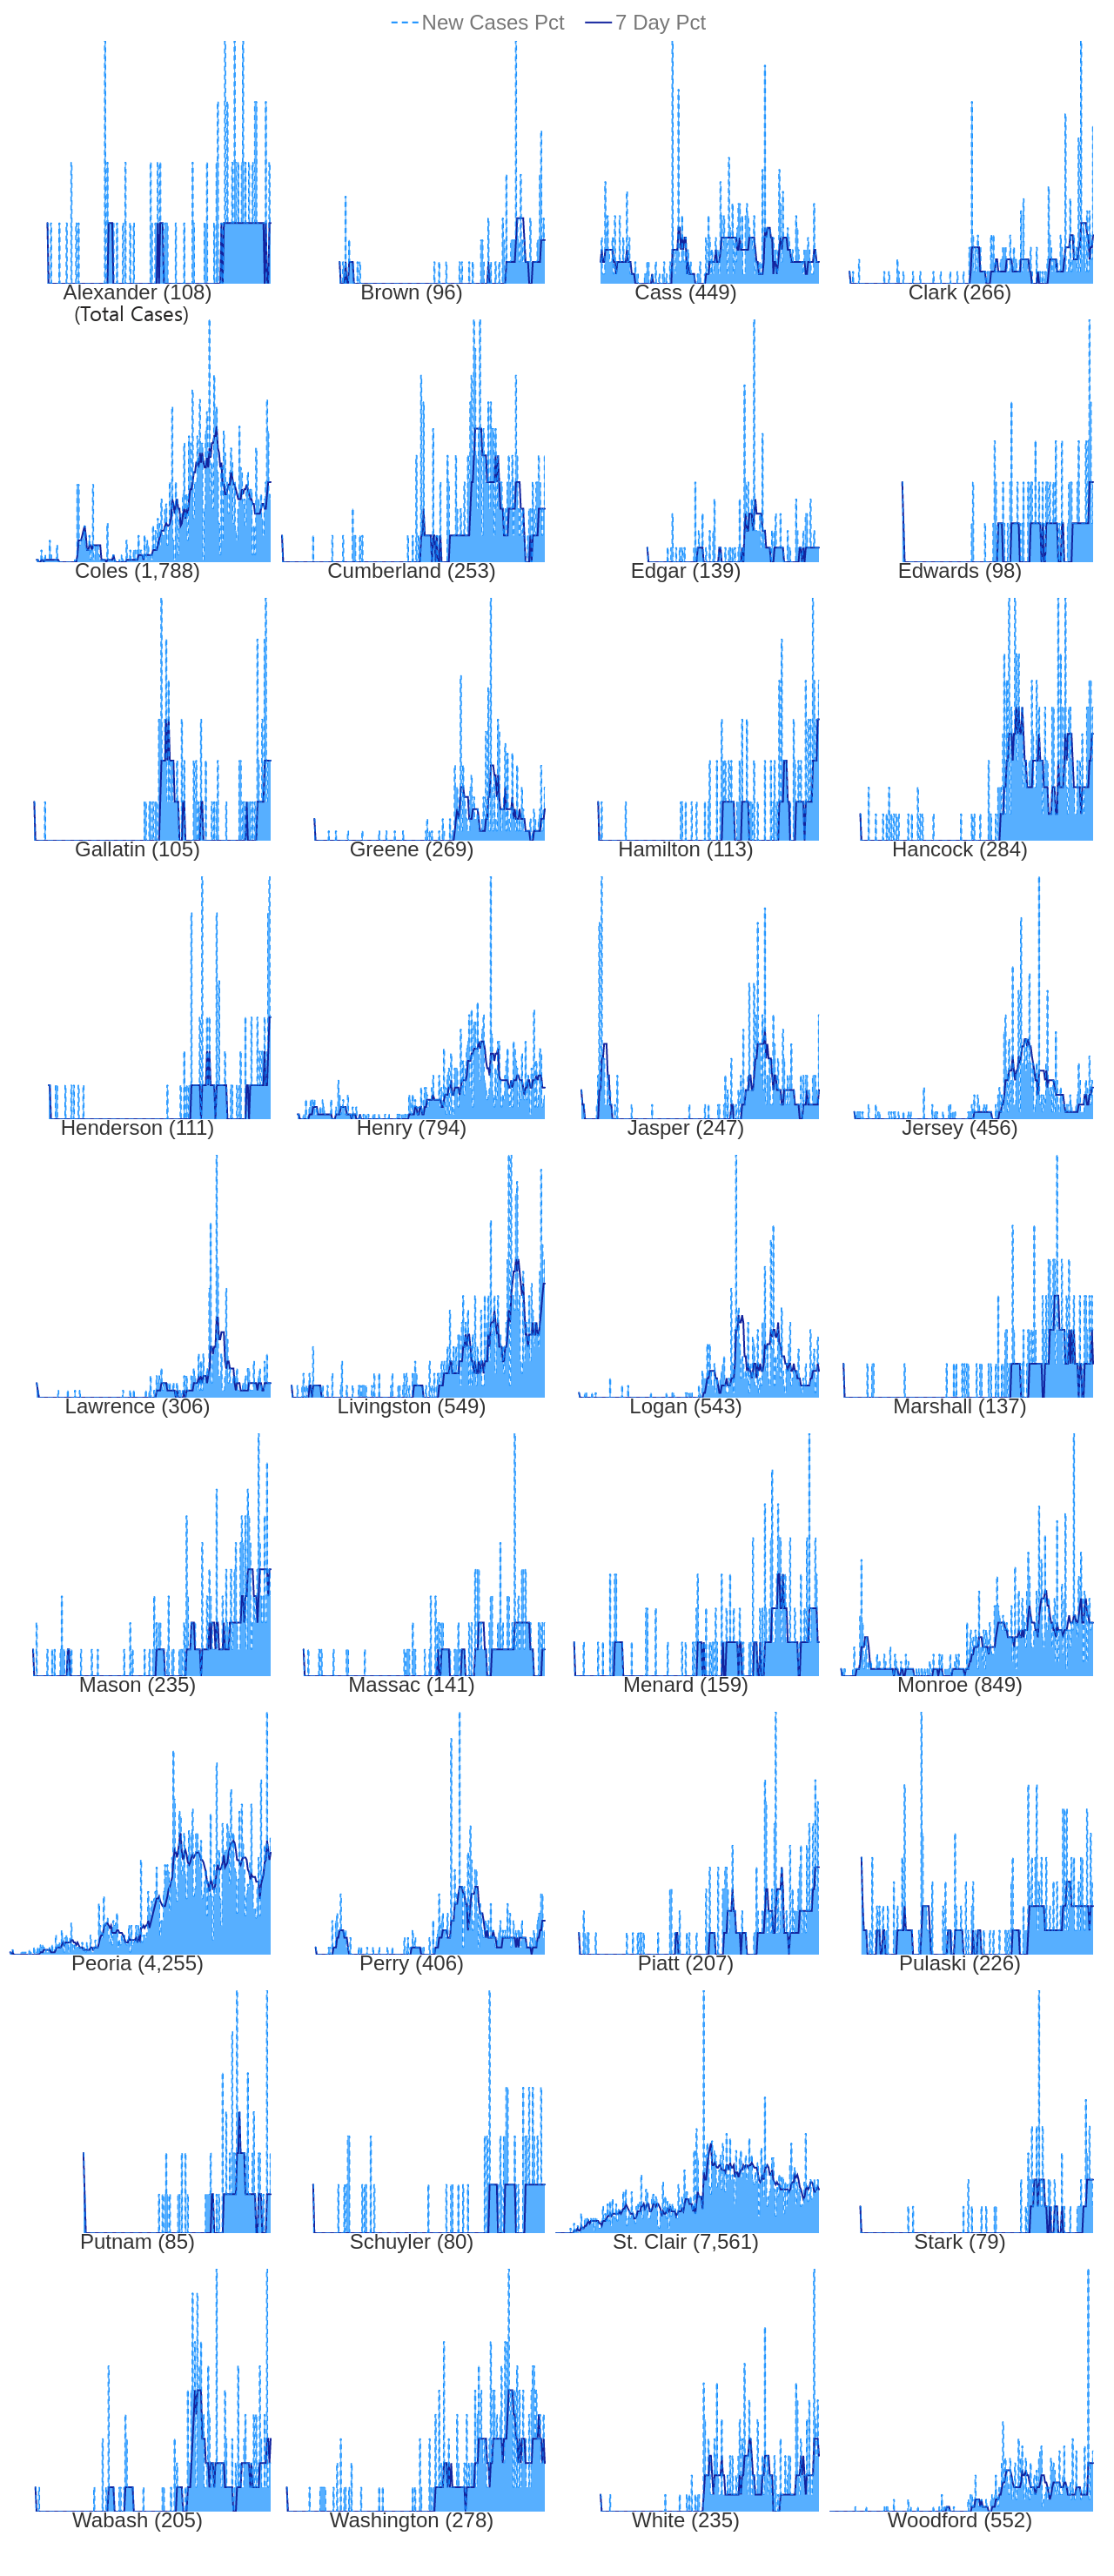 New Cases Pct 7 Day Pct
Alexander (108) Brown (96) Cass (449) Clark (266)
(Total Cases)
Coles (1,788) Cumberland (253) Edgar (139) Edwards (98)
Gallatin (105) Greene (269) Hamilton (113) Hancock (284)
Henderson (111) Henry (794) Jasper (247) Jersey (456)
Lawrence (306) Livingston (549) Logan (543) Marshall (137)
Mason (235) Massac (141) Menard (159) Monroe (849)
Peoria (4,255) Perry (406) Piatt (207) Pulaski (226)
Putnam (85) Schuyler (80) St. Clair (7,561) Stark (79)
Wabash (205) Washington (278) White (235) Woodford (552)